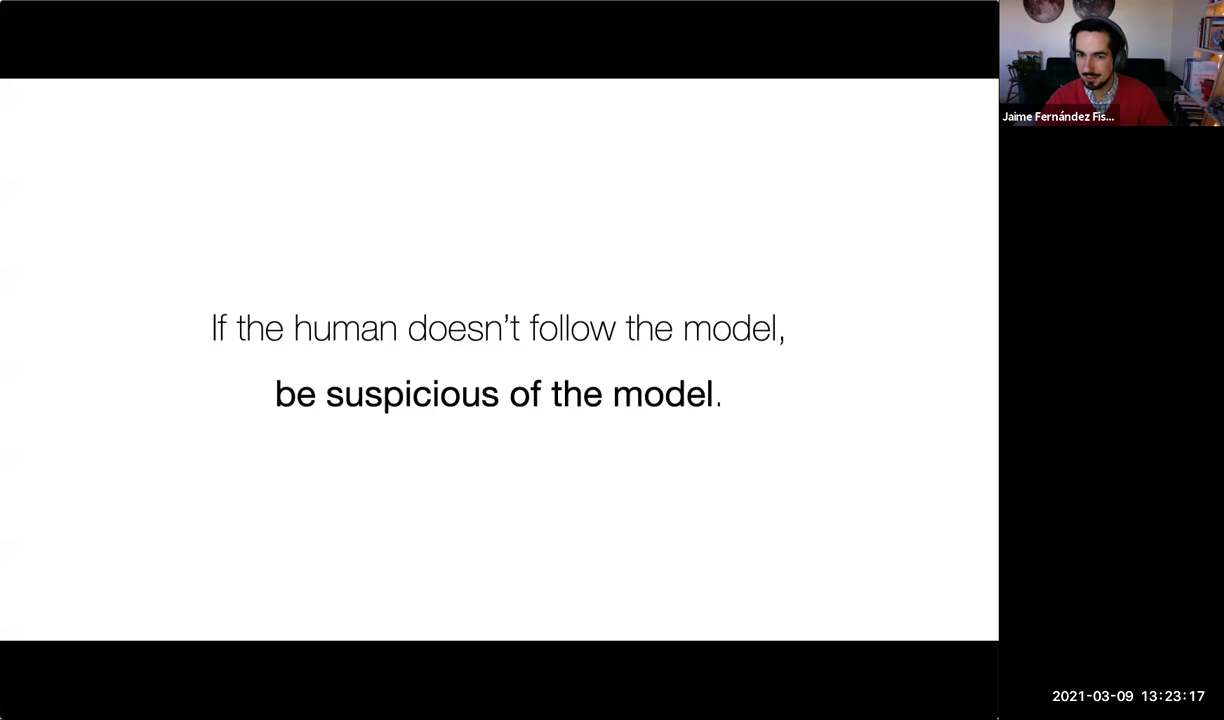 If the human doesn't follow the model,
be suspicious of the model.
Jaime Fernández Fis...
2021-03-09 13:23:17